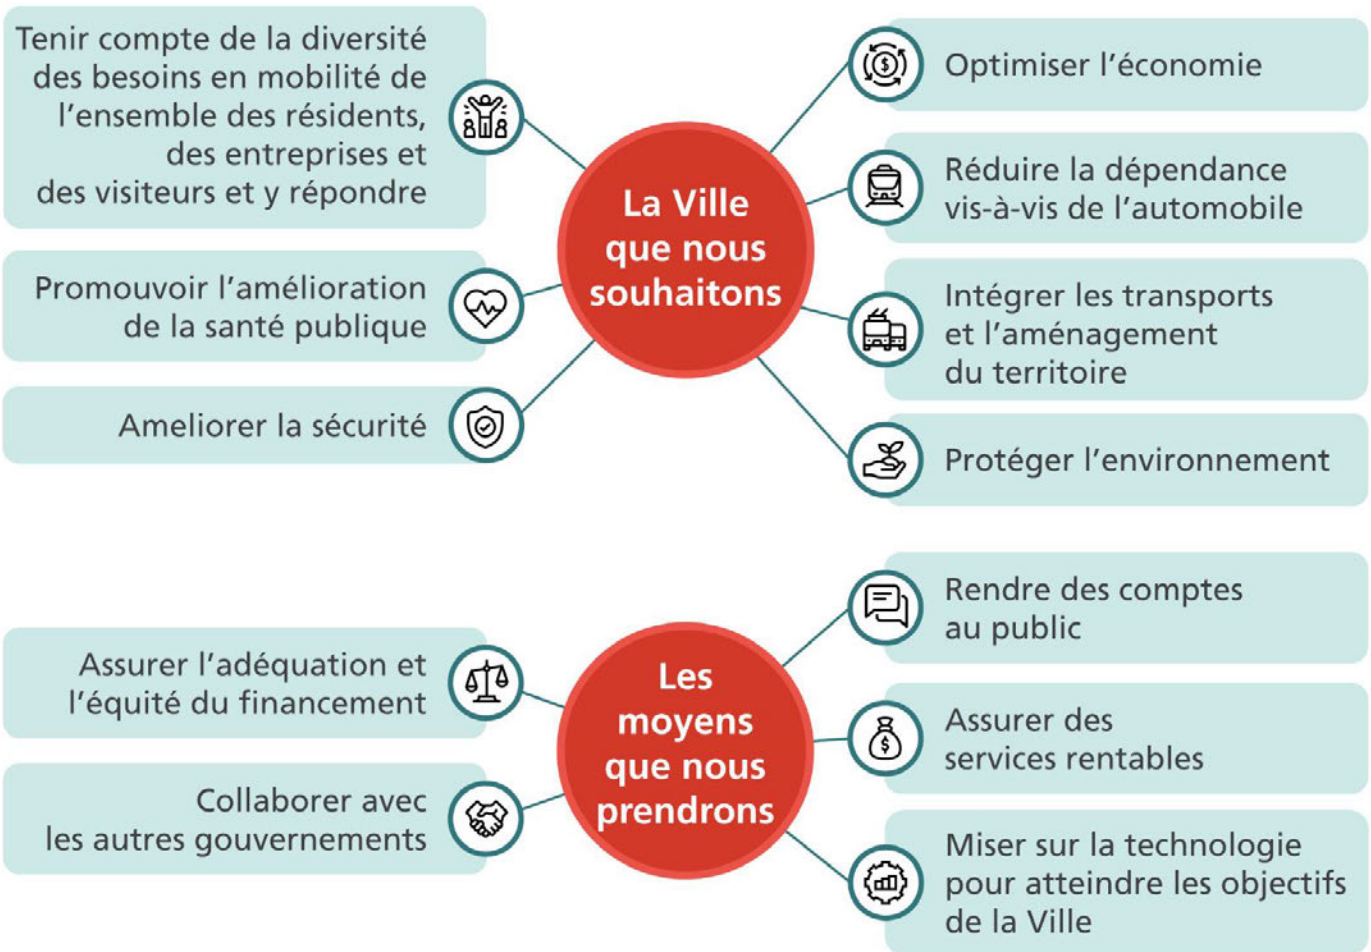 Tenir compte de la diversité
des besoins en mobilité de
l'ensemble des résidents,
des entreprises et
des visiteurs et y répondre
Promouvoir l'amélioration
de la santé publique
Ameliorer la sécurité
La Ville
que nous
souhaitons
Optimiser l'économie
Réduire la dépendance
vis-à-vis de l'automobile
Intégrer les transports
et l'aménagement
du territoire
Protéger l'environnement
Assurer l'adéquation et
l'équité du financement
Collaborer avec
les autres gouvernements
Les
moyens
que nous
prendrons
Rendre des comptes
au public
Assurer des
services rentables
Miser sur la technologie
pour atteindre les objectifs
de la Ville